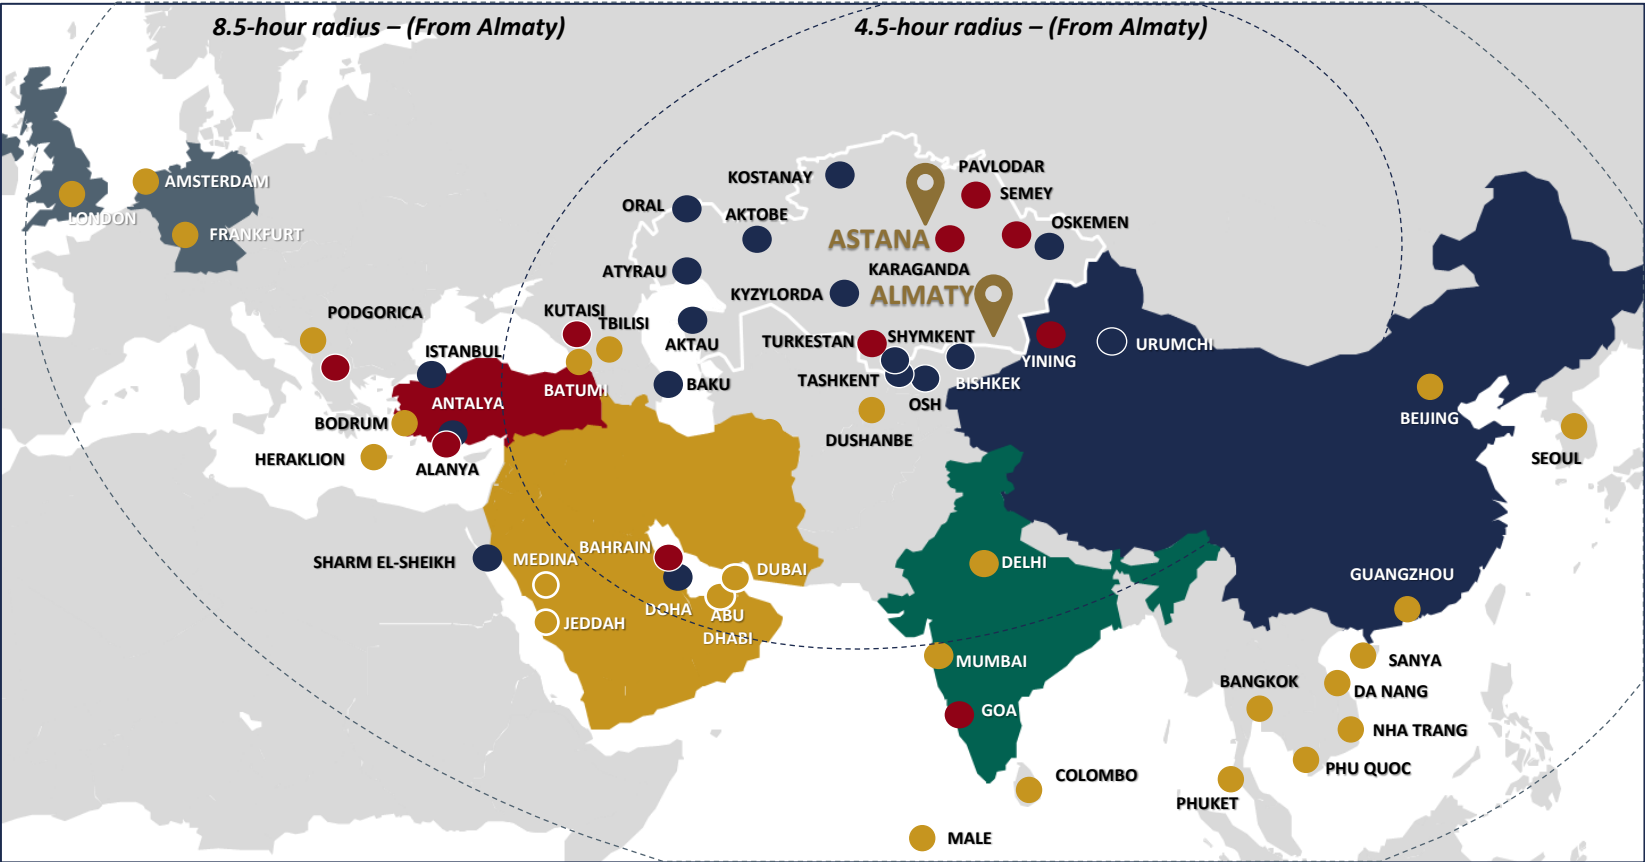 8.5-hour radius – (From Almaty)
4.5-hour radius – (From Almaty)
PAVLODAR
KOSTANAY
SEMEY
AMSTERDAM
ORAL
AKTOBE
LONDON
OSKEMEN
FRANKFURT
ASTANA
KARAGANDA
ATYRAU
KYZYLORDA
ALMATY
PODGORICA
KUTAISI
TBILISI
AKTAU
TURKESTAN
SHYMKENT
URUMCHI
ISTANBUL
YINING
TASHKENT
BISHKEK
BAKU
BATUMI
ANTALYA
OSH
BEIJING
BODRUM
DUSHANBE
HERAKLION
ALANYA
SEOUL
BAHRAIN
SHARM EL-SHEIKH
MEDINA
DUBAI
DELHI
GUANGZHOU
DOHA
ABU
DHABI
JEDDAH
MUMBAI
SANYA
BANGKOK
DA NANG
GOA
NHA TRANG
PHU QUOC
COLOMBO
PHUKET
MALE